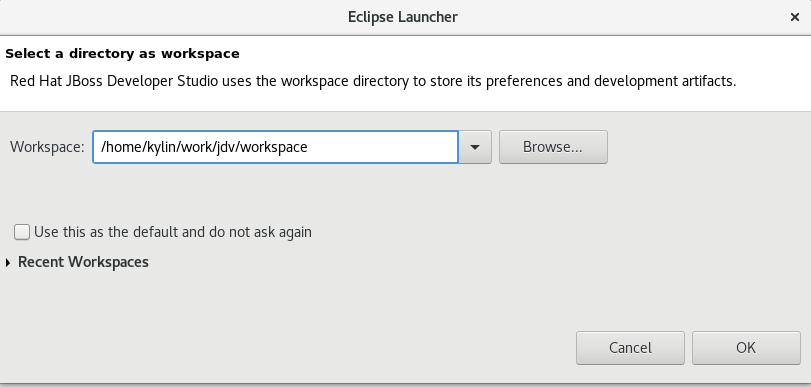 Eclipse Launcher
Select a directory as workspace
Red Hat JBoss Developer Studio uses the workspace directory to store its preferences and development artifacts.
Workspace: /home/kylin/work/jdv/workspace Browse...
Use this as the default and do not ask again
Recent Workspaces
Cancel OK